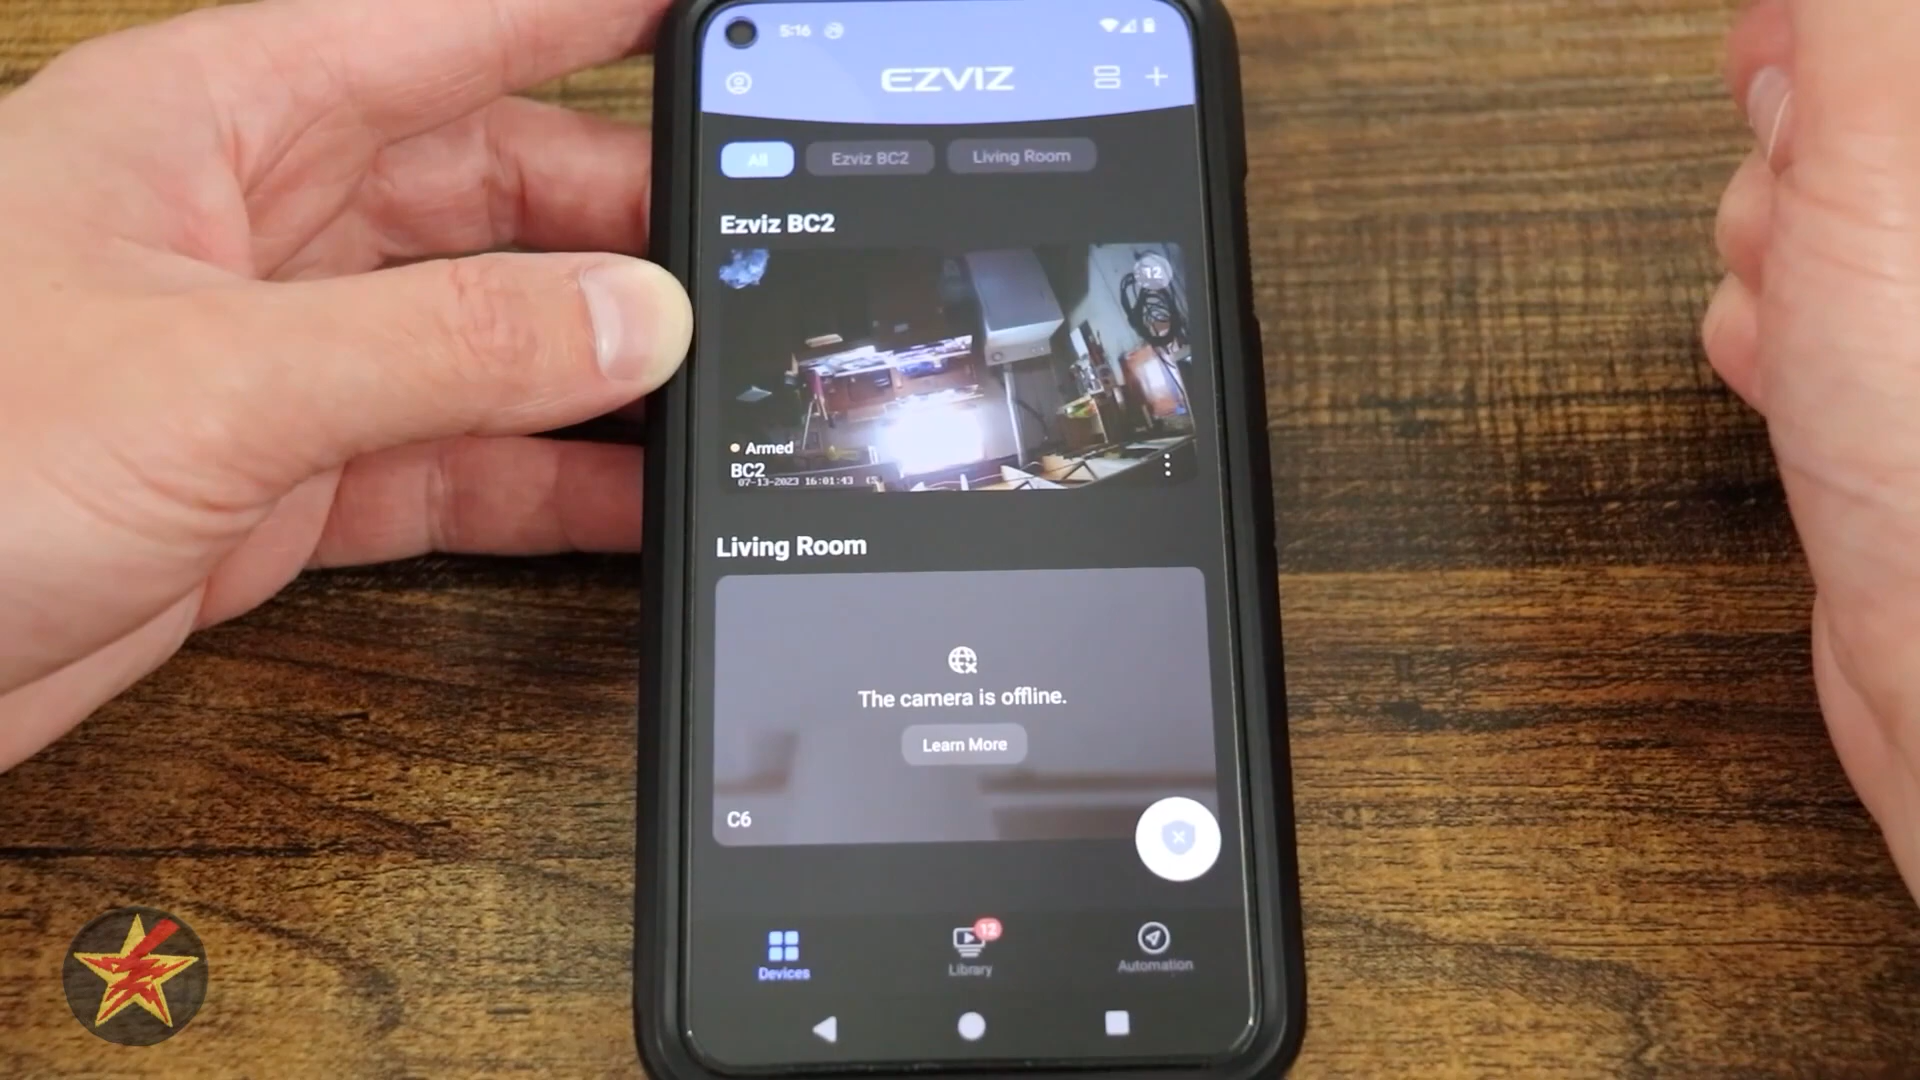 5:16
EZVIZ
All
Ezviz BC2
Living Room
Ezviz BC2
12
Armed
BC2
07-13-2023 16:01:43
Living Room
The camera is offline.
Learn More
C6
12
Devices
Library
Automation